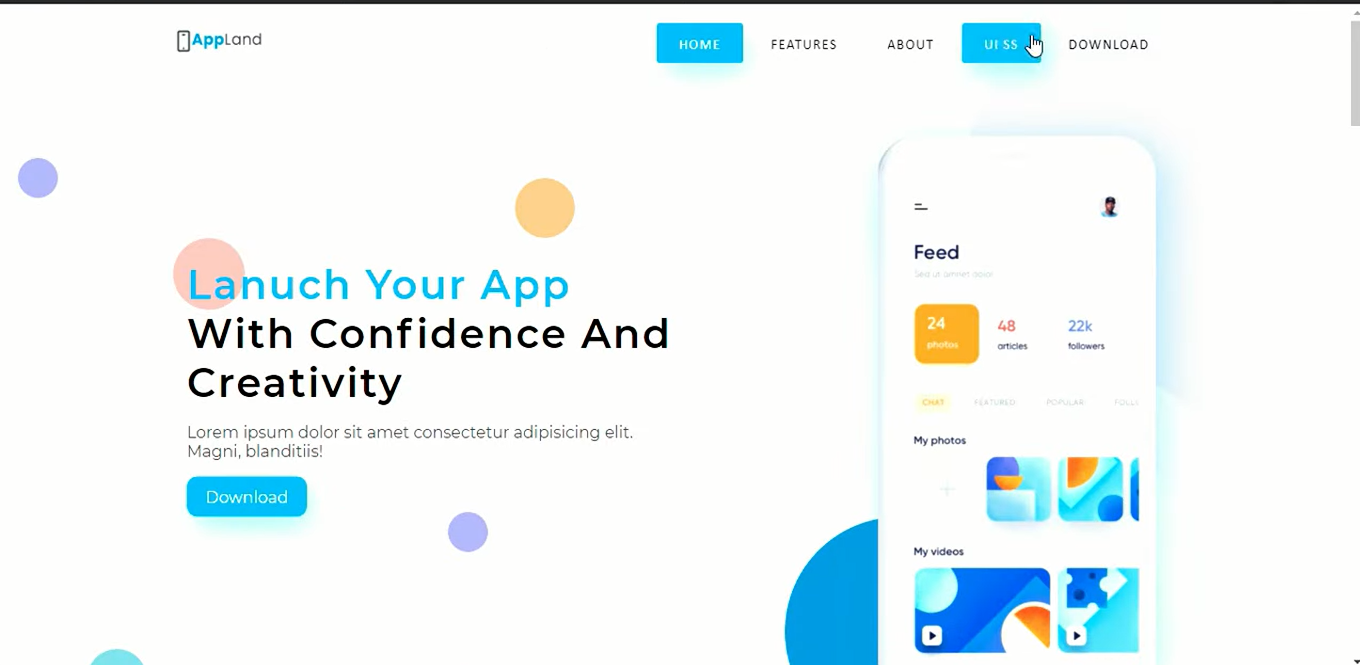 AppLand
HOME FEATURES ABOUT UI SS DOWNLOAD
Lanuch Your App
With Confidence And
Creativity
Lorem ipsum dolor sit amet consectetur adipisicing elit.
Magni, blanditiis!
Download
Feed
Sed ut amnet dolor
24 48 22k
photos articles followers
CHAT FEATURED POPULAR
My photos
My videos